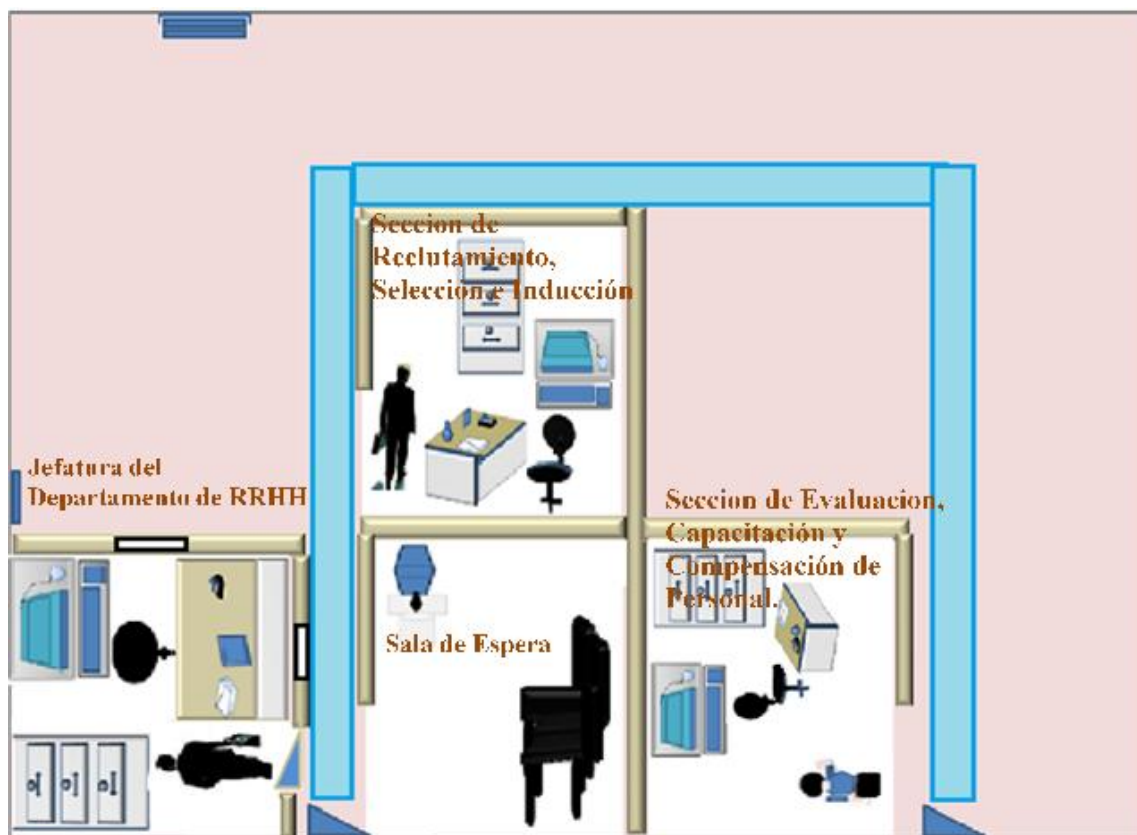 Seccion de
Reclutamiento,
Seleccion e Inducción
Jefatura del
Departamento de RRHH
Seccion de Evaluacion,
Capacitación y
Compensación de
Personal.
Sala de Espera